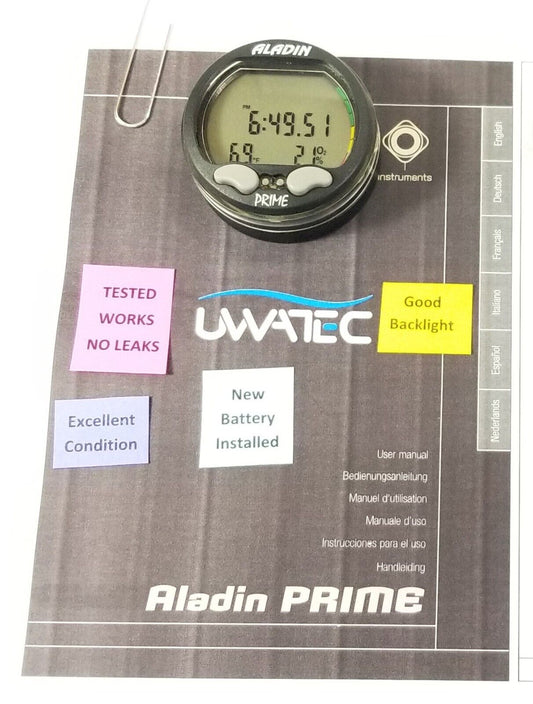 ALADIN
PM
6:49.51
69°F 21% O2
PRIME
instruments
English
Deutsch
Français
Italiano
Español
Nederlands
UWATEC
TESTED
WORKS
NO LEAKS
Good
Backlight
Excellent
Condition
New
Battery
Installed
User manual
Bedienungsanleitung
Manuel d'utilisation
Manuale d'uso
Instrucciones para el uso
Handleiding
Aladin PRIME